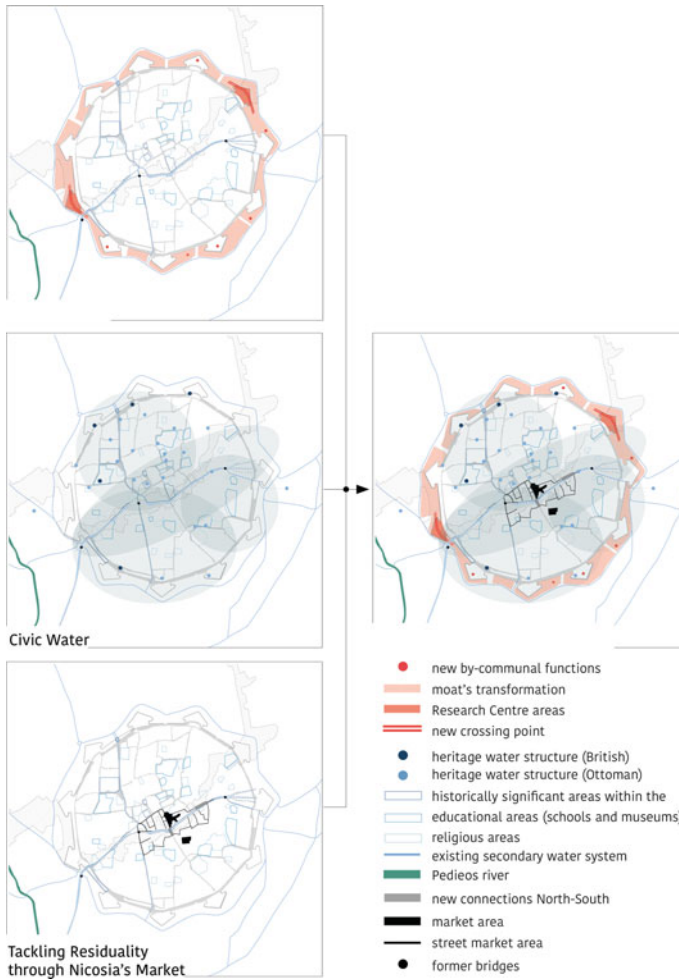 Civic Water
Tackling Residuality
through Nicosia's Market
new by-communal functions
moat's transformation
Research Centre areas
new crossing point
heritage water structure (British)
heritage water structure (Ottoman)
historically significant areas within the
educational areas (schools and museums)
religious areas
existing secondary water system
Pedieos river
new connections North-South
market area
street market area
former bridges